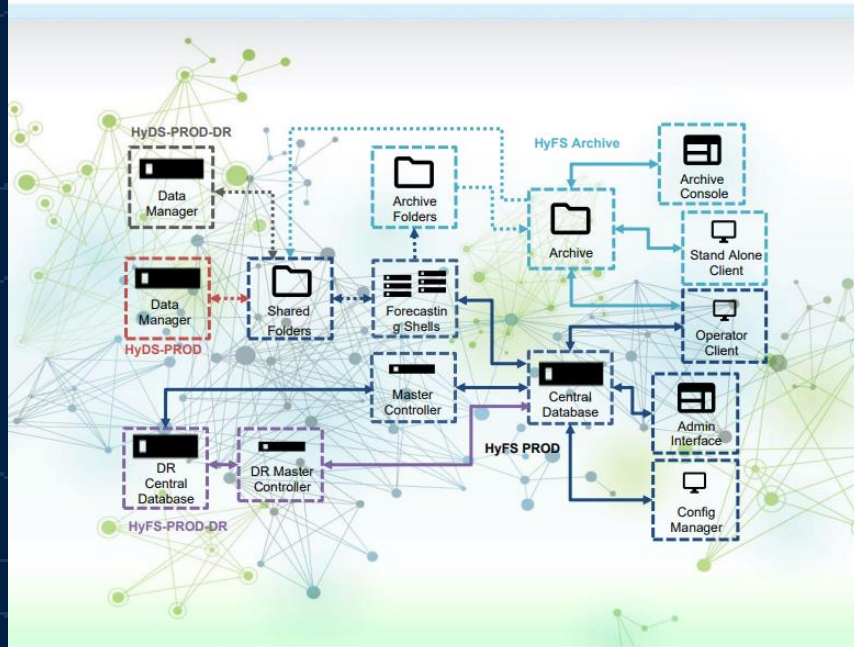 HyDS-PROD-DR
Data
Manager
Archive
Folders
HyFS Archive
Archive
Archive
Console
Stand Alone
Client
Data
Manager
HyDS-PROD
Shared
Folders
Forecastin
g Shells
Operator
Client
Master
Controller
Central
Database
HyFS PROD
Admin
Interface
DR
Central
Database
DR Master
Controller
HyFS-PROD-DR
Config
Manager